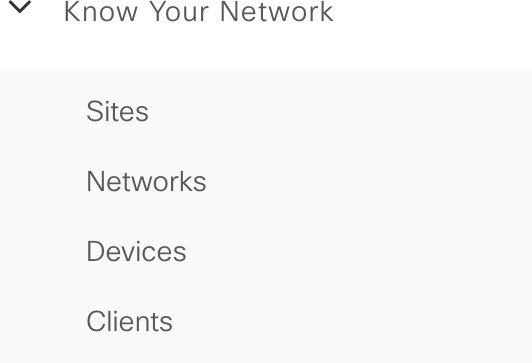 Know Your Network
Sites
Networks
Devices
Clients